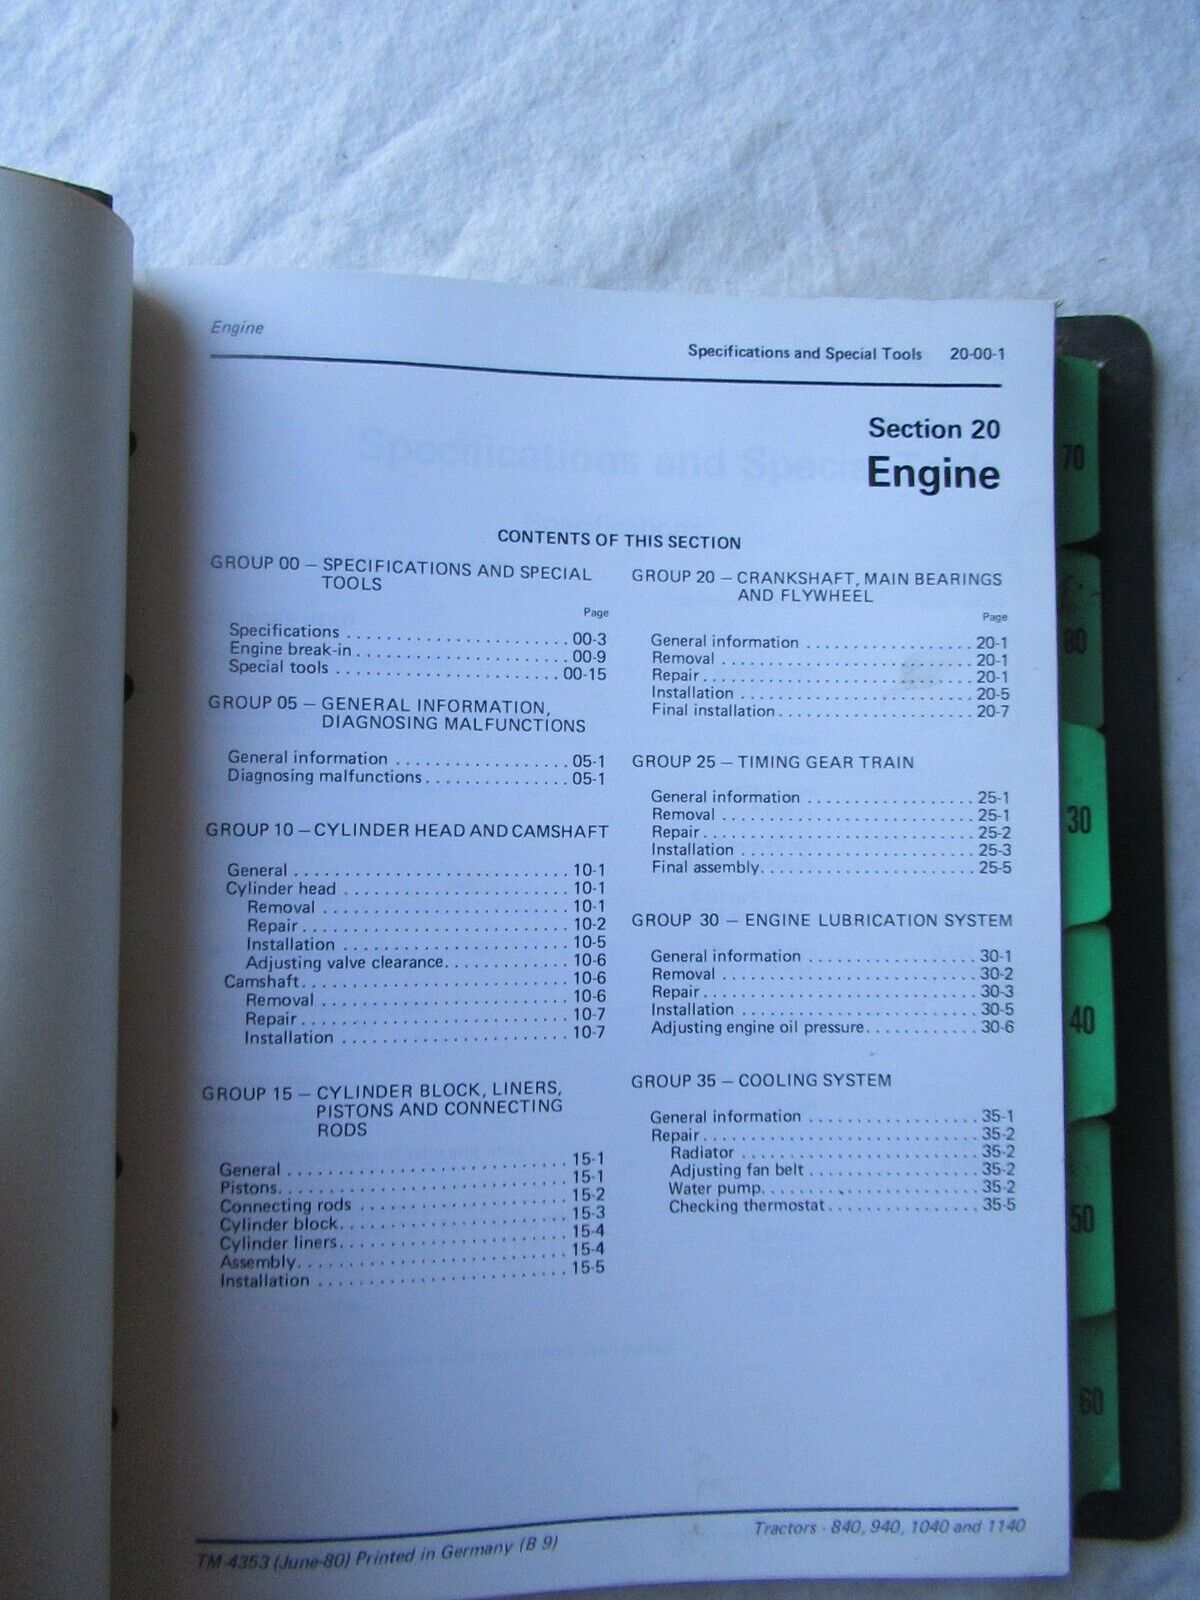 Engine
Specifications and Special Tools 20-00-1
Section 20
Engine
CONTENTS OF THIS SECTION
GROUP 00 – SPECIFICATIONS AND SPECIAL
TOOLS
Page
Specifications . . . . . . . . . . . . . . . . . . . . . . 00-3
Engine break-in . . . . . . . . . . . . . . . . . . . . . 00-9
Special tools . . . . . . . . . . . . . . . . . . . . . . 00-15
GROUP 05 – GENERAL INFORMATION,
DIAGNOSING MALFUNCTIONS
General information . . . . . . . . . . . . . . . . . 05-1
Diagnosing malfunctions . . . . . . . . . . . . . . 05-1
GROUP 10 – CYLINDER HEAD AND CAMSHAFT
General . . . . . . . . . . . . . . . . . . . . . . . . . . 10-1
Cylinder head . . . . . . . . . . . . . . . . . . . . . . 10-1
Removal . . . . . . . . . . . . . . . . . . . . . . . . 10-1
Repair . . . . . . . . . . . . . . . . . . . . . . . . . . 10-2
Installation . . . . . . . . . . . . . . . . . . . . . . 10-5
Adjusting valve clearance . . . . . . . . . . . . 10-6
Camshaft . . . . . . . . . . . . . . . . . . . . . . . . . 10-6
Removal . . . . . . . . . . . . . . . . . . . . . . . . 10-6
Repair . . . . . . . . . . . . . . . . . . . . . . . . . . 10-7
Installation . . . . . . . . . . . . . . . . . . . . . . 10-7
GROUP 15 – CYLINDER BLOCK, LINERS,
PISTONS AND CONNECTING
RODS
General . . . . . . . . . . . . . . . . . . . . . . . . . . 15-1
Pistons . . . . . . . . . . . . . . . . . . . . . . . . . . . 15-1
Connecting rods . . . . . . . . . . . . . . . . . . . . 15-2
Cylinder block . . . . . . . . . . . . . . . . . . . . . 15-3
Cylinder liners . . . . . . . . . . . . . . . . . . . . . 15-4
Assembly . . . . . . . . . . . . . . . . . . . . . . . . . 15-4
Installation . . . . . . . . . . . . . . . . . . . . . . . 15-5
GROUP 20 – CRANKSHAFT, MAIN BEARINGS
AND FLYWHEEL
Page
General information . . . . . . . . . . . . . . . . . 20-1
Removal . . . . . . . . . . . . . . . . . . . . . . . . . . 20-1
Repair . . . . . . . . . . . . . . . . . . . . . . . . . . . 20-1
Installation . . . . . . . . . . . . . . . . . . . . . . . 20-5
Final installation . . . . . . . . . . . . . . . . . . . . 20-7
GROUP 25 – TIMING GEAR TRAIN
General information . . . . . . . . . . . . . . . . . 25-1
Removal . . . . . . . . . . . . . . . . . . . . . . . . . . 25-1
Repair . . . . . . . . . . . . . . . . . . . . . . . . . . . 25-2
Installation . . . . . . . . . . . . . . . . . . . . . . . 25-3
Final assembly . . . . . . . . . . . . . . . . . . . . . 25-5
GROUP 30 – ENGINE LUBRICATION SYSTEM
General information . . . . . . . . . . . . . . . . . 30-1
Removal . . . . . . . . . . . . . . . . . . . . . . . . . . 30-2
Repair . . . . . . . . . . . . . . . . . . . . . . . . . . . 30-3
Installation . . . . . . . . . . . . . . . . . . . . . . . 30-5
Adjusting engine oil pressure . . . . . . . . . . . 30-6
GROUP 35 – COOLING SYSTEM
General information . . . . . . . . . . . . . . . . . 35-1
Repair . . . . . . . . . . . . . . . . . . . . . . . . . . . 35-2
Radiator . . . . . . . . . . . . . . . . . . . . . . . . 35-2
Adjusting fan belt . . . . . . . . . . . . . . . . . 35-2
Water pump . . . . . . . . . . . . . . . . . . . . . . 35-2
Checking thermostat . . . . . . . . . . . . . . . . 35-5
TM-4353 (June-80) Printed in Germany (B 9)
Tractors - 840, 940, 1040 and 1140
70
80
30
40
50
60